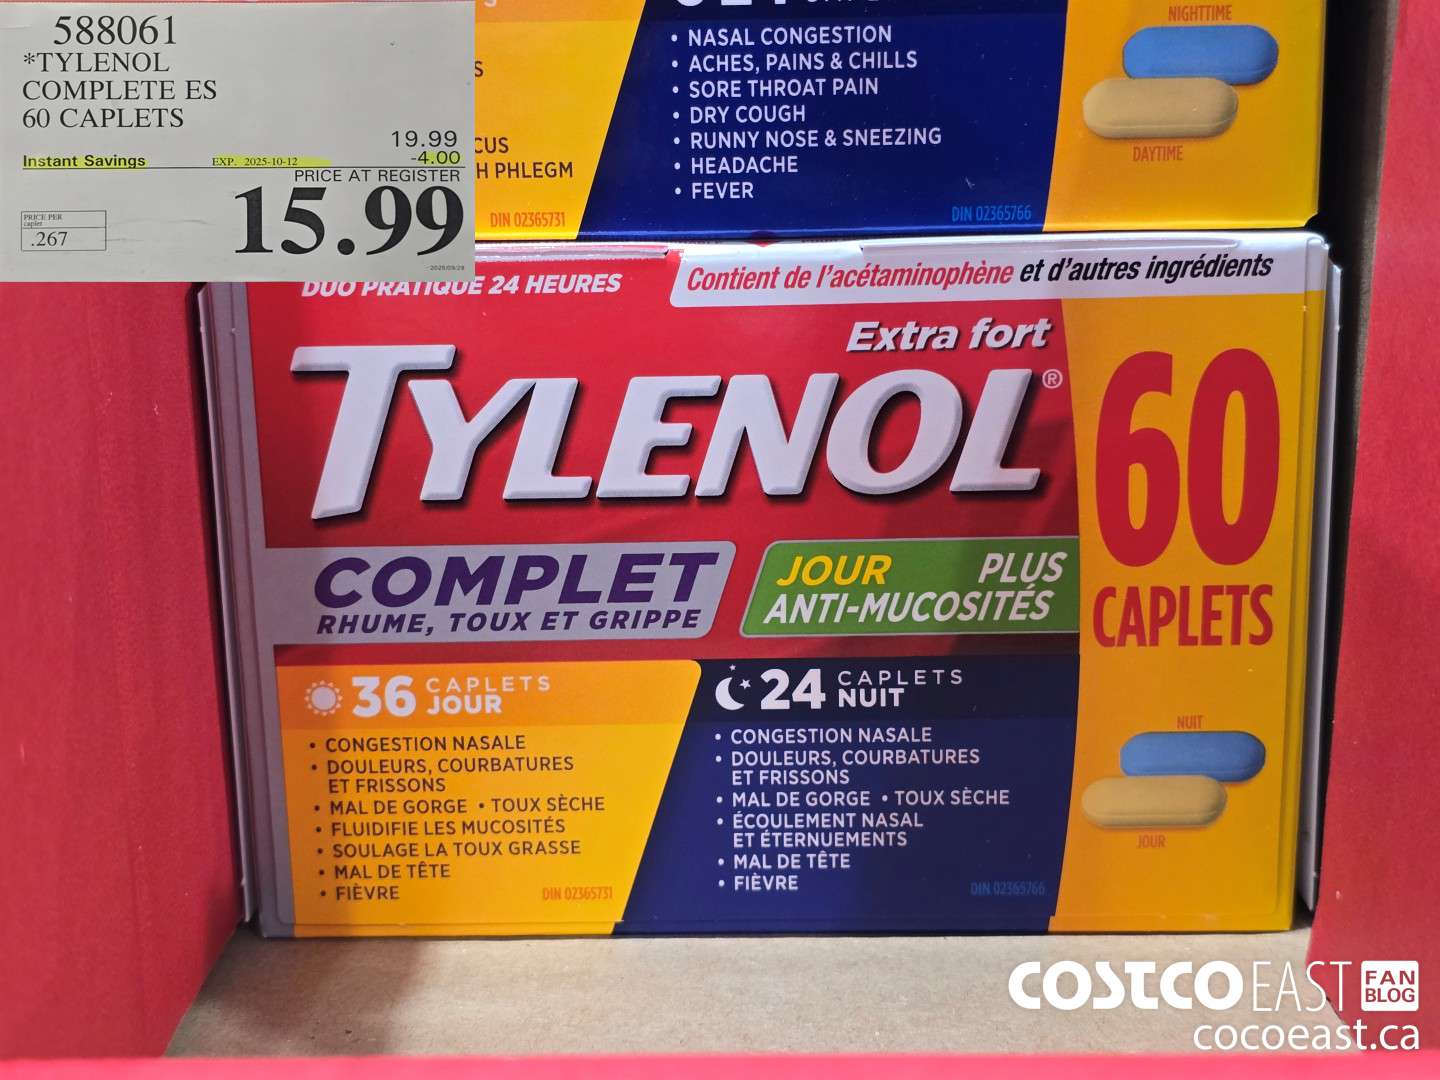 588061
*TYLENOL
COMPLETE ES
60 CAPLETS
19.99
Instant Savings EXP. 2025-10-12 -4.00
PRICE AT REGISTER
15.99
PRICE PER
caplet
.267
2025/09/29
H PHLEGM
DIN 02365731
• NASAL CONGESTION
• ACHES, PAINS & CHILLS
• SORE THROAT PAIN
• DRY COUGH
• RUNNY NOSE & SNEEZING
• HEADACHE
• FEVER
DIN 02365766
NIGHTTIME
DAYTIME
DUO PRATIQUE 24 HEURES
Contient de l'acétaminophène et d'autres ingrédients
Extra fort
TYLENOL®
COMPLET
RHUME, TOUX ET GRIPPE
JOUR PLUS
ANTI-MUCOSITÉS
60
CAPLETS
36 CAPLETS
JOUR
• CONGESTION NASALE
• DOULEURS, COURBATURES
ET FRISSONS
• MAL DE GORGE • TOUX SÈCHE
• FLUIDIFIE LES MUCOSITÉS
• SOULAGE LA TOUX GRASSE
• MAL DE TÊTE
• FIÈVRE
DIN 02365731
24 CAPLETS
NUIT
• CONGESTION NASALE
• DOULEURS, COURBATURES
ET FRISSONS
• MAL DE GORGE • TOUX SÈCHE
• ÉCOULEMENT NASAL
ET ÉTERNUEMENTS
• MAL DE TÊTE
• FIÈVRE
DIN 02365766
NUIT
JOUR
COSTCO EAST FAN
BLOG
cocoeast.ca